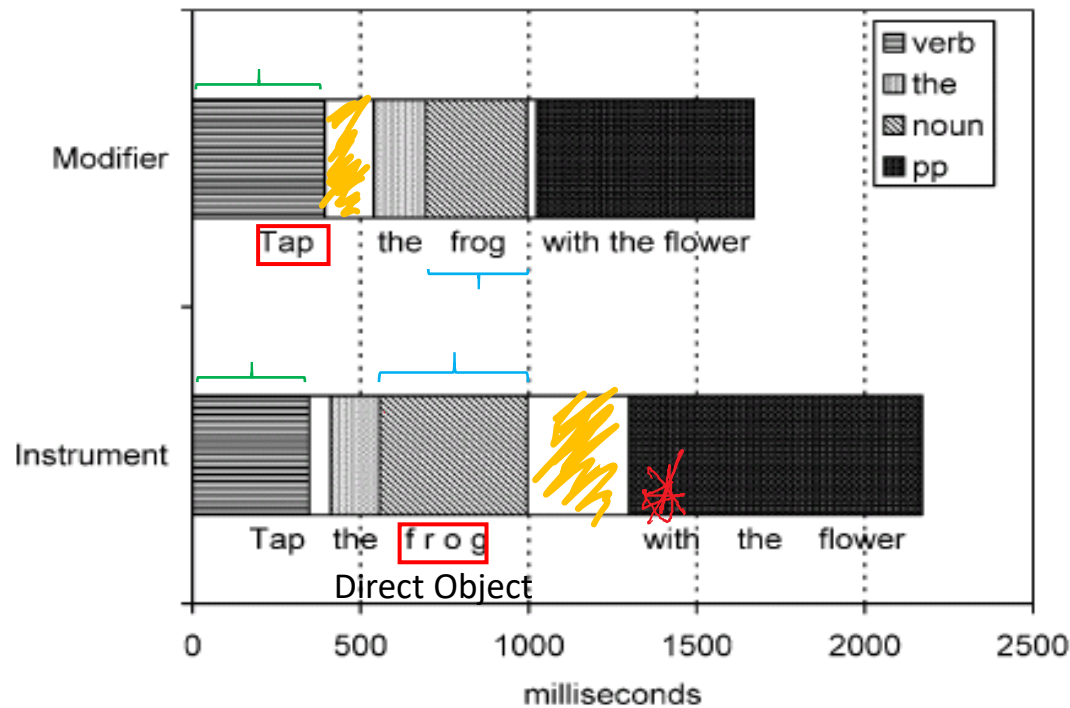 verb
the
noun
pp
Modifier
Tap the frog with the flower
Instrument
Tap the f r o g with the flower
Direct Object
0 500 1000 1500 2000 2500
milliseconds